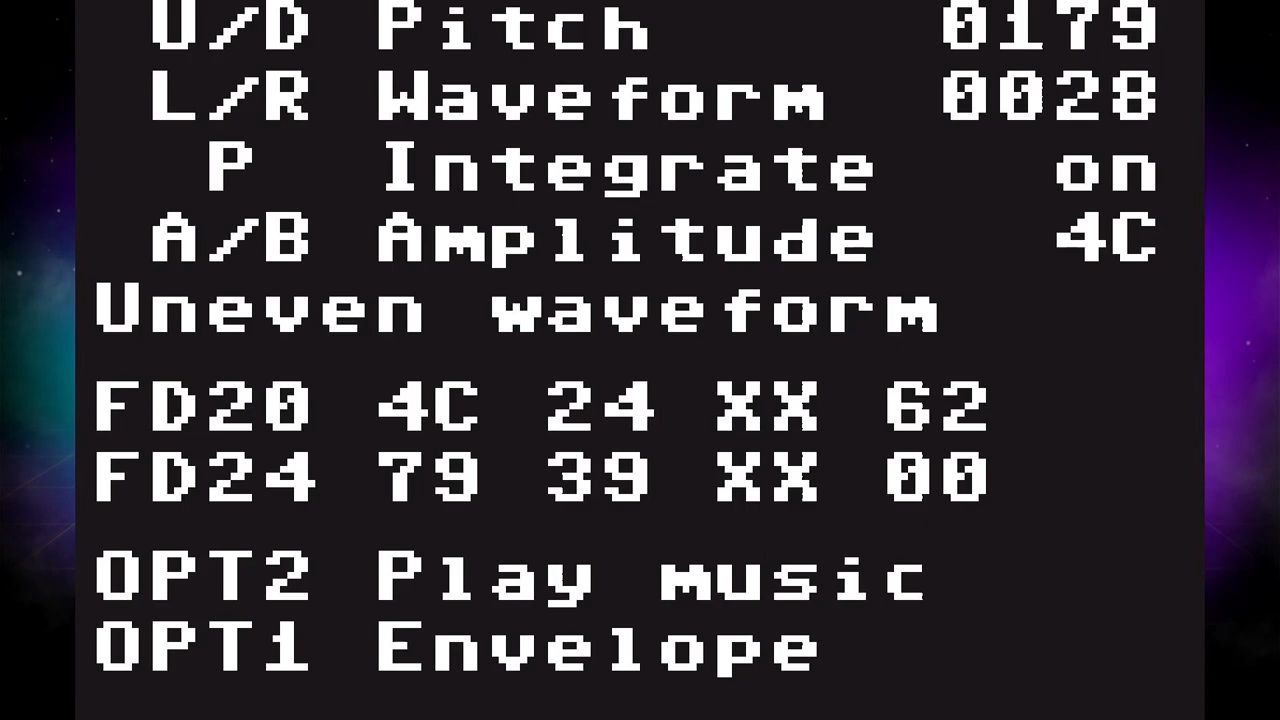 U/D Pitch 0179
L/R Waveform 0028
P Integrate on
A/B Amplitude 4C
Uneven waveform
FD20 4C 24 XX 62
FD24 79 39 XX 00
OPT2 Play music
OPT1 Envelope